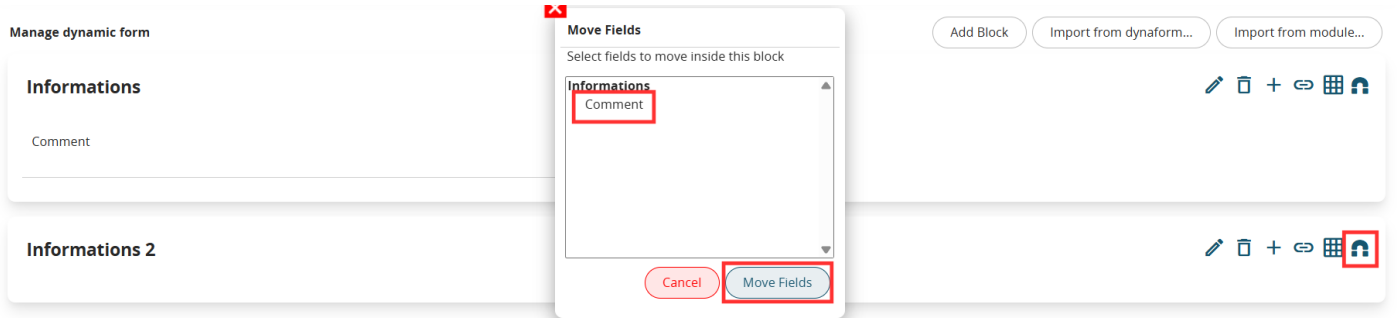 Manage dynamic form
Add Block
Import from dynaform...
Import from module...
Informations
Comment
Move Fields
Select fields to move inside this block
Informations
Comment
Cancel
Move Fields
Informations 2